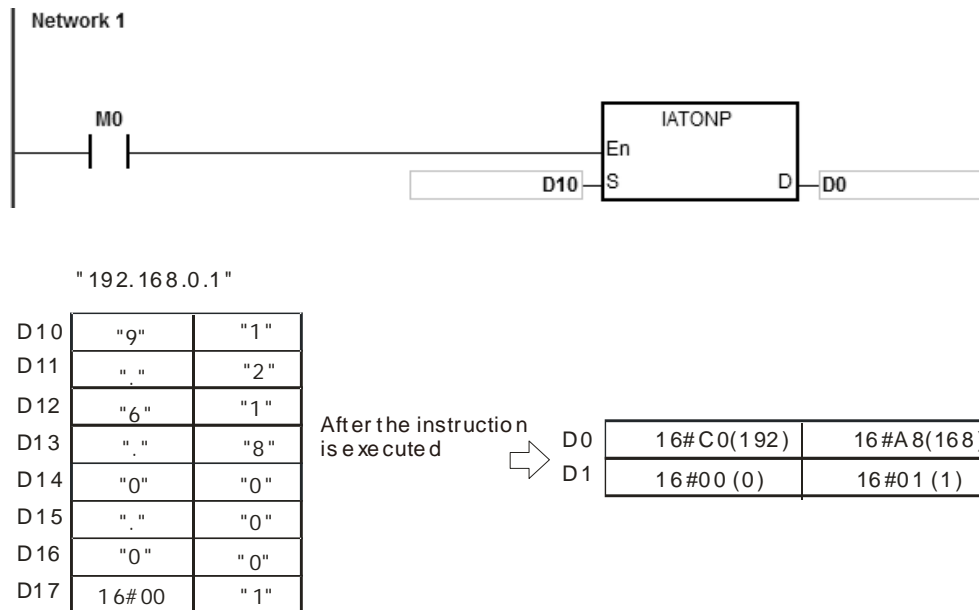 Network 1
M0
IATONP
En
D10 S D D0
"192.168.0.1"
D10 "9" "1"
D11 "." "2"
D12 "6" "1"
D13 "." "8"
D14 "0" "0"
D15 "." "0"
D16 "0" "0"
D17 16#00 "1"
After the instruction
is executed
D0 16#C0(192) 16#A8(168)
D1 16#00 (0) 16#01 (1)